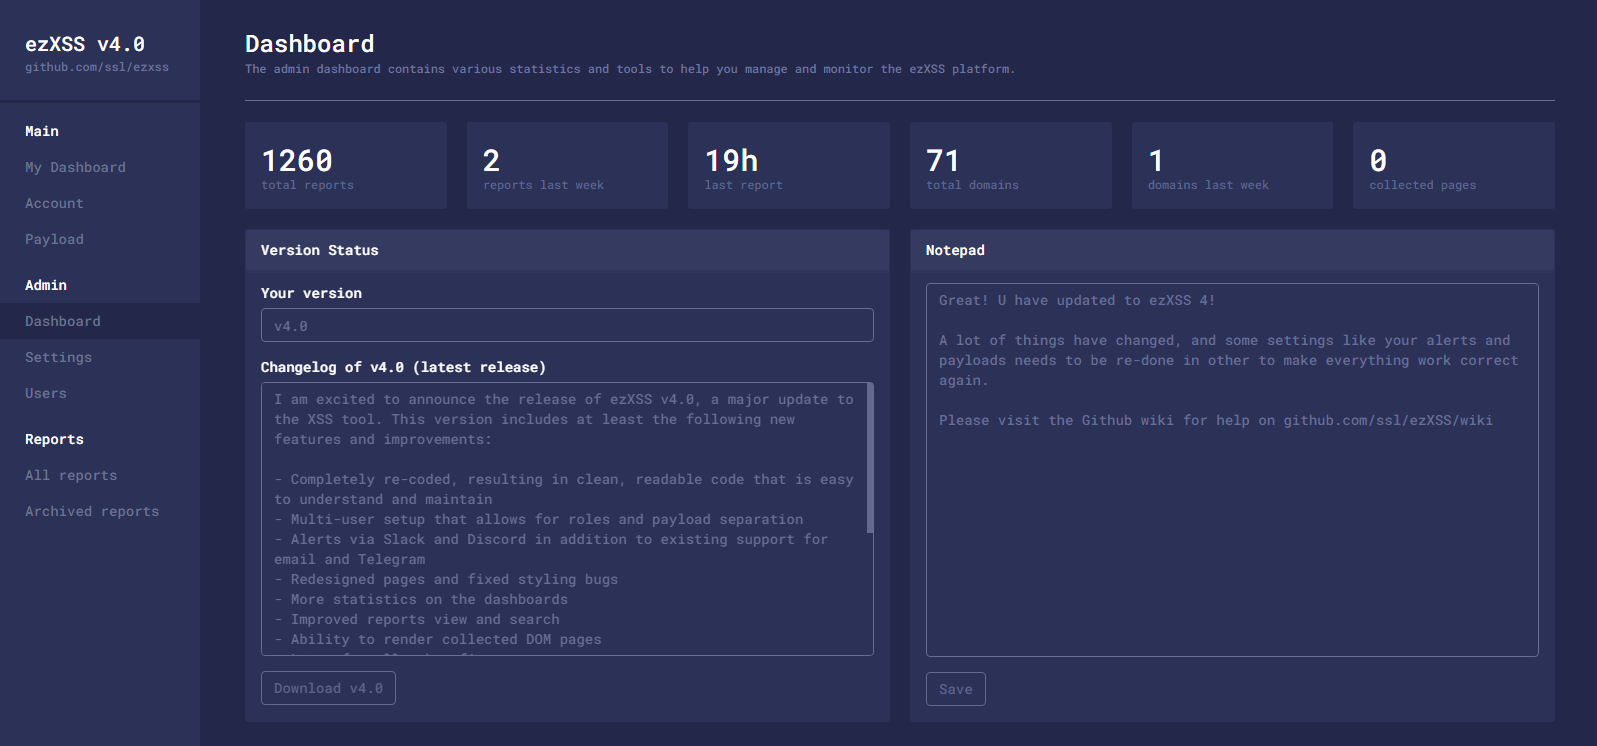 ezXSS v4.0
github.com/ssl/ezxss
Main
My Dashboard
Account
Payload
Admin
Dashboard
Settings
Users
Reports
All reports
Archived reports
Dashboard
The admin dashboard contains various statistics and tools to help you manage and monitor the ezXSS platform.
1260
total reports
2
reports last week
19h
last report
71
total domains
1
domains last week
0
collected pages
Version Status
Your version
v4.0
Changelog of v4.0 (latest release)
I am excited to announce the release of ezXSS v4.0, a major update to
the XSS tool. This version includes at least the following new
features and improvements:
- Completely re-coded, resulting in clean, readable code that is easy
to understand and maintain
- Multi-user setup that allows for roles and payload separation
- Alerts via Slack and Discord in addition to existing support for
email and Telegram
- Redesigned pages and fixed styling bugs
- More statistics on the dashboards
- Improved reports view and search
- Ability to render collected DOM pages
Download v4.0
Notepad
Great! U have updated to ezXSS 4!
A lot of things have changed, and some settings like your alerts and
payloads needs to be re-done in other to make everything work correct
again.
Please visit the Github wiki for help on github.com/ssl/ezXSS/wiki
Save